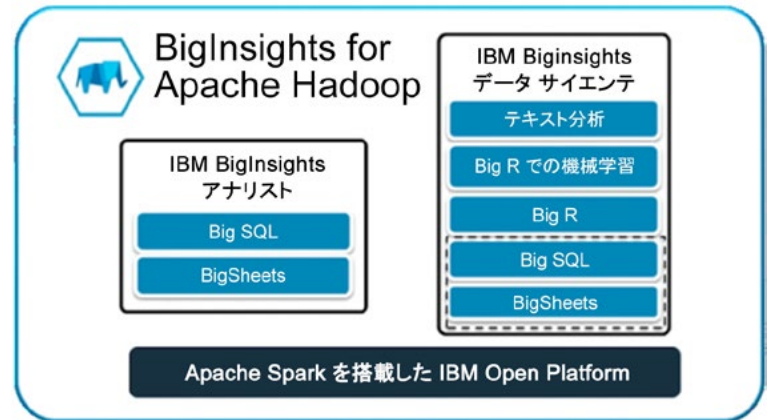 BigInsights for
Apache Hadoop
IBM BigInsights
アナリスト
Big SQL
BigSheets
IBM Biginsights
データ サイエンテ
テキスト分析
Big R での機械学習
Big R
Big SQL
BigSheets
Apache Spark を搭載した IBM Open Platform